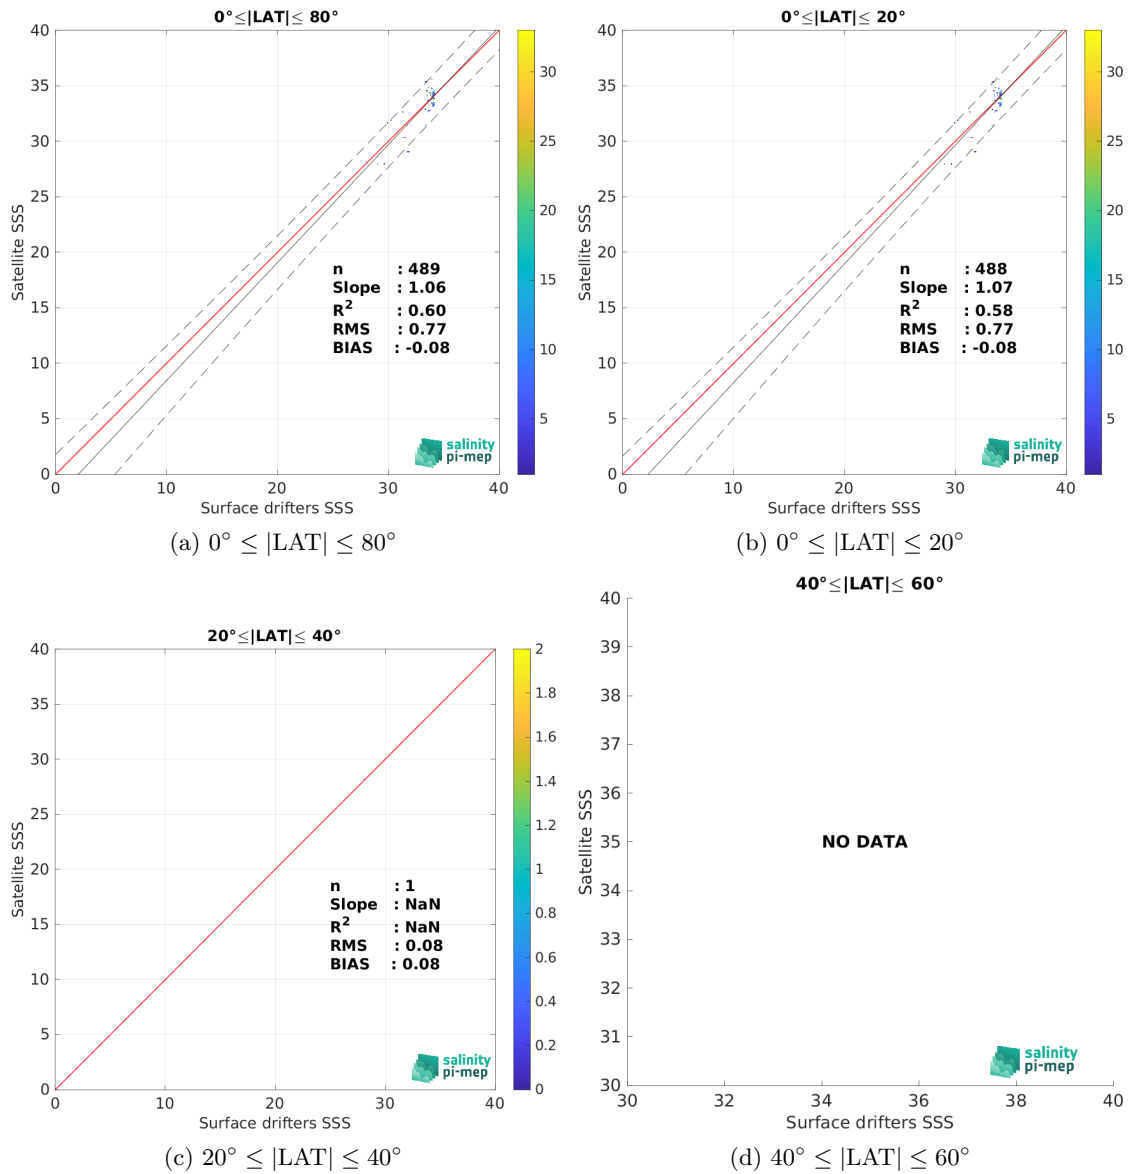 0°≤|LAT|≤ 80°
40
35
30
25
20
15
10
5
0
0
10
20
30
40
30
25
20
15
10
5
Satellite SSS
Surface drifters SSS
n : 489
Slope : 1.06
R² : 0.60
RMS : 0.77
BIAS : -0.08
salinity
pi-mep
(a) 0° ≤ |LAT| ≤ 80°
0°≤|LAT|≤ 20°
40
35
30
25
20
15
10
5
0
0
10
20
30
40
30
25
20
15
10
5
Satellite SSS
Surface drifters SSS
n : 488
Slope : 1.07
R² : 0.58
RMS : 0.77
BIAS : -0.08
salinity
pi-mep
(b) 0° ≤ |LAT| ≤ 20°
20°≤|LAT|≤ 40°
40
35
30
25
20
15
10
5
0
0
10
20
30
40
2
1.8
1.6
1.4
1.2
1
0.8
0.6
0.4
0.2
0
Satellite SSS
Surface drifters SSS
n : 1
Slope : NaN
R² : NaN
RMS : 0.08
BIAS : 0.08
salinity
pi-mep
(c) 20° ≤ |LAT| ≤ 40°
40°≤|LAT|≤ 60°
40
39
38
37
36
35
34
33
32
31
30
30
32
34
36
38
40
Satellite SSS
Surface drifters SSS
NO DATA
salinity
pi-mep
(d) 40° ≤ |LAT| ≤ 60°